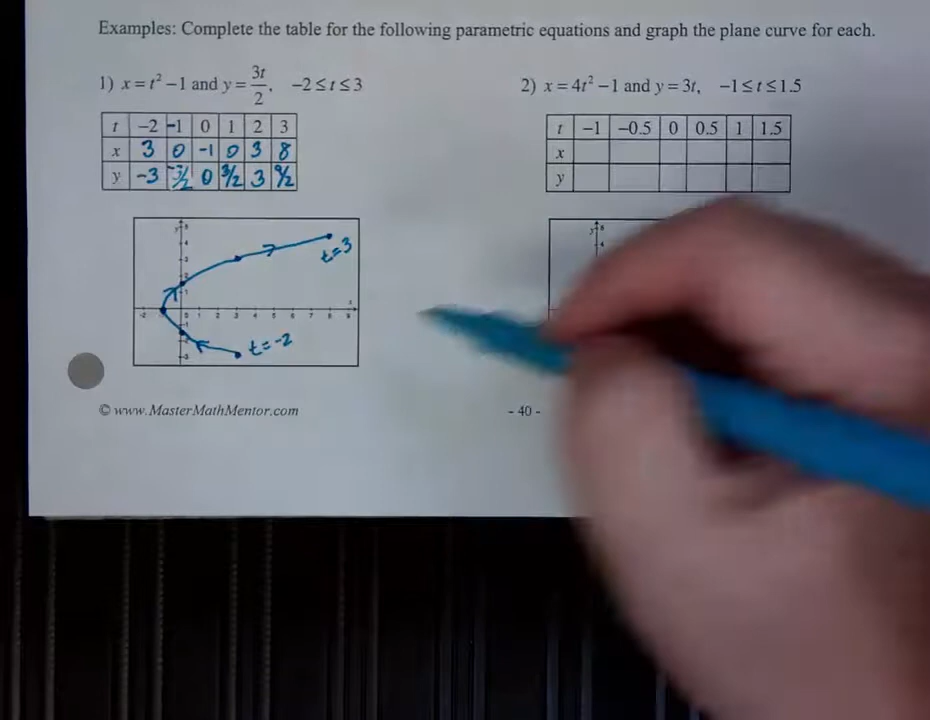 Examples: Complete the table for the following parametric equations and graph the plane curve for each.
1) x = t² − 1 and y = 3t/2, −2 ≤ t ≤ 3
t −2 −1 0 1 2 3
x 3 0 -1 0 3 8
y -3 -3/2 0 3/2 3 9/2
t=3
t=-2
2) x = 4t² − 1 and y = 3t, −1 ≤ t ≤ 1.5
t −1 −0.5 0 0.5 1 1.5
x
y
© www.MasterMathMentor.com
- 40 -